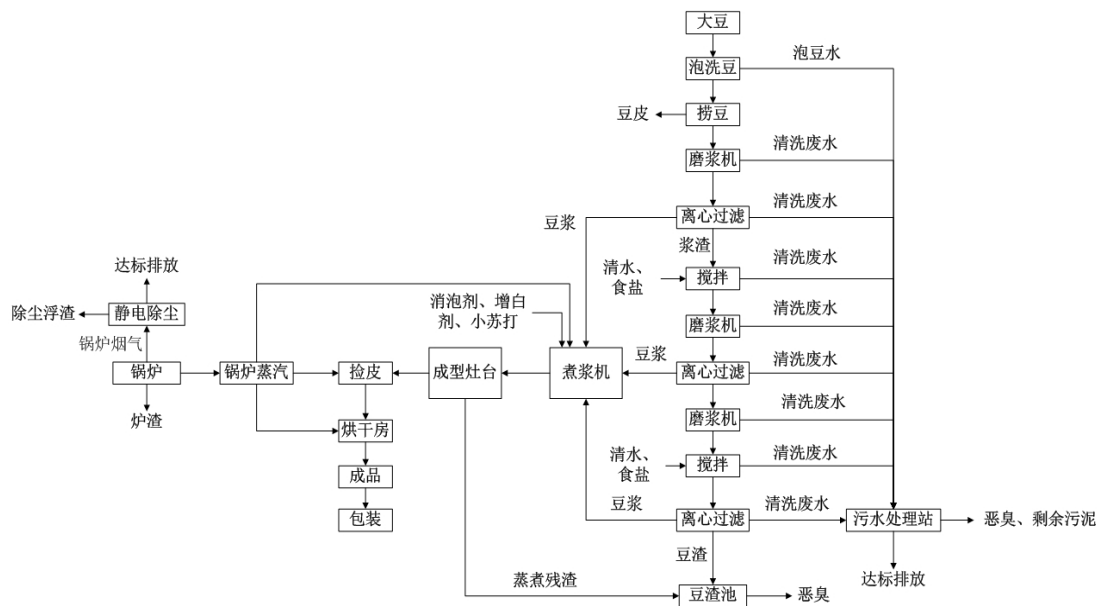 大豆
泡豆水
泡洗豆
豆皮
捞豆
清洗废水
磨浆机
清洗废水
豆浆
离心过滤
浆渣
清洗废水
清水、
食盐
搅拌
达标排放
消泡剂、增白
剂、小苏打
清洗废水
除尘浮渣
静电除尘
磨浆机
锅炉烟气
豆浆
清洗废水
锅炉
锅炉蒸汽
捡皮
成型灶台
煮浆机
离心过滤
清洗废水
炉渣
烘干房
磨浆机
清水、
食盐
清洗废水
搅拌
成品
豆浆
清洗废水
包装
离心过滤
污水处理站
恶臭、剩余污泥
豆渣
蒸煮残渣
达标排放
豆渣池
恶臭